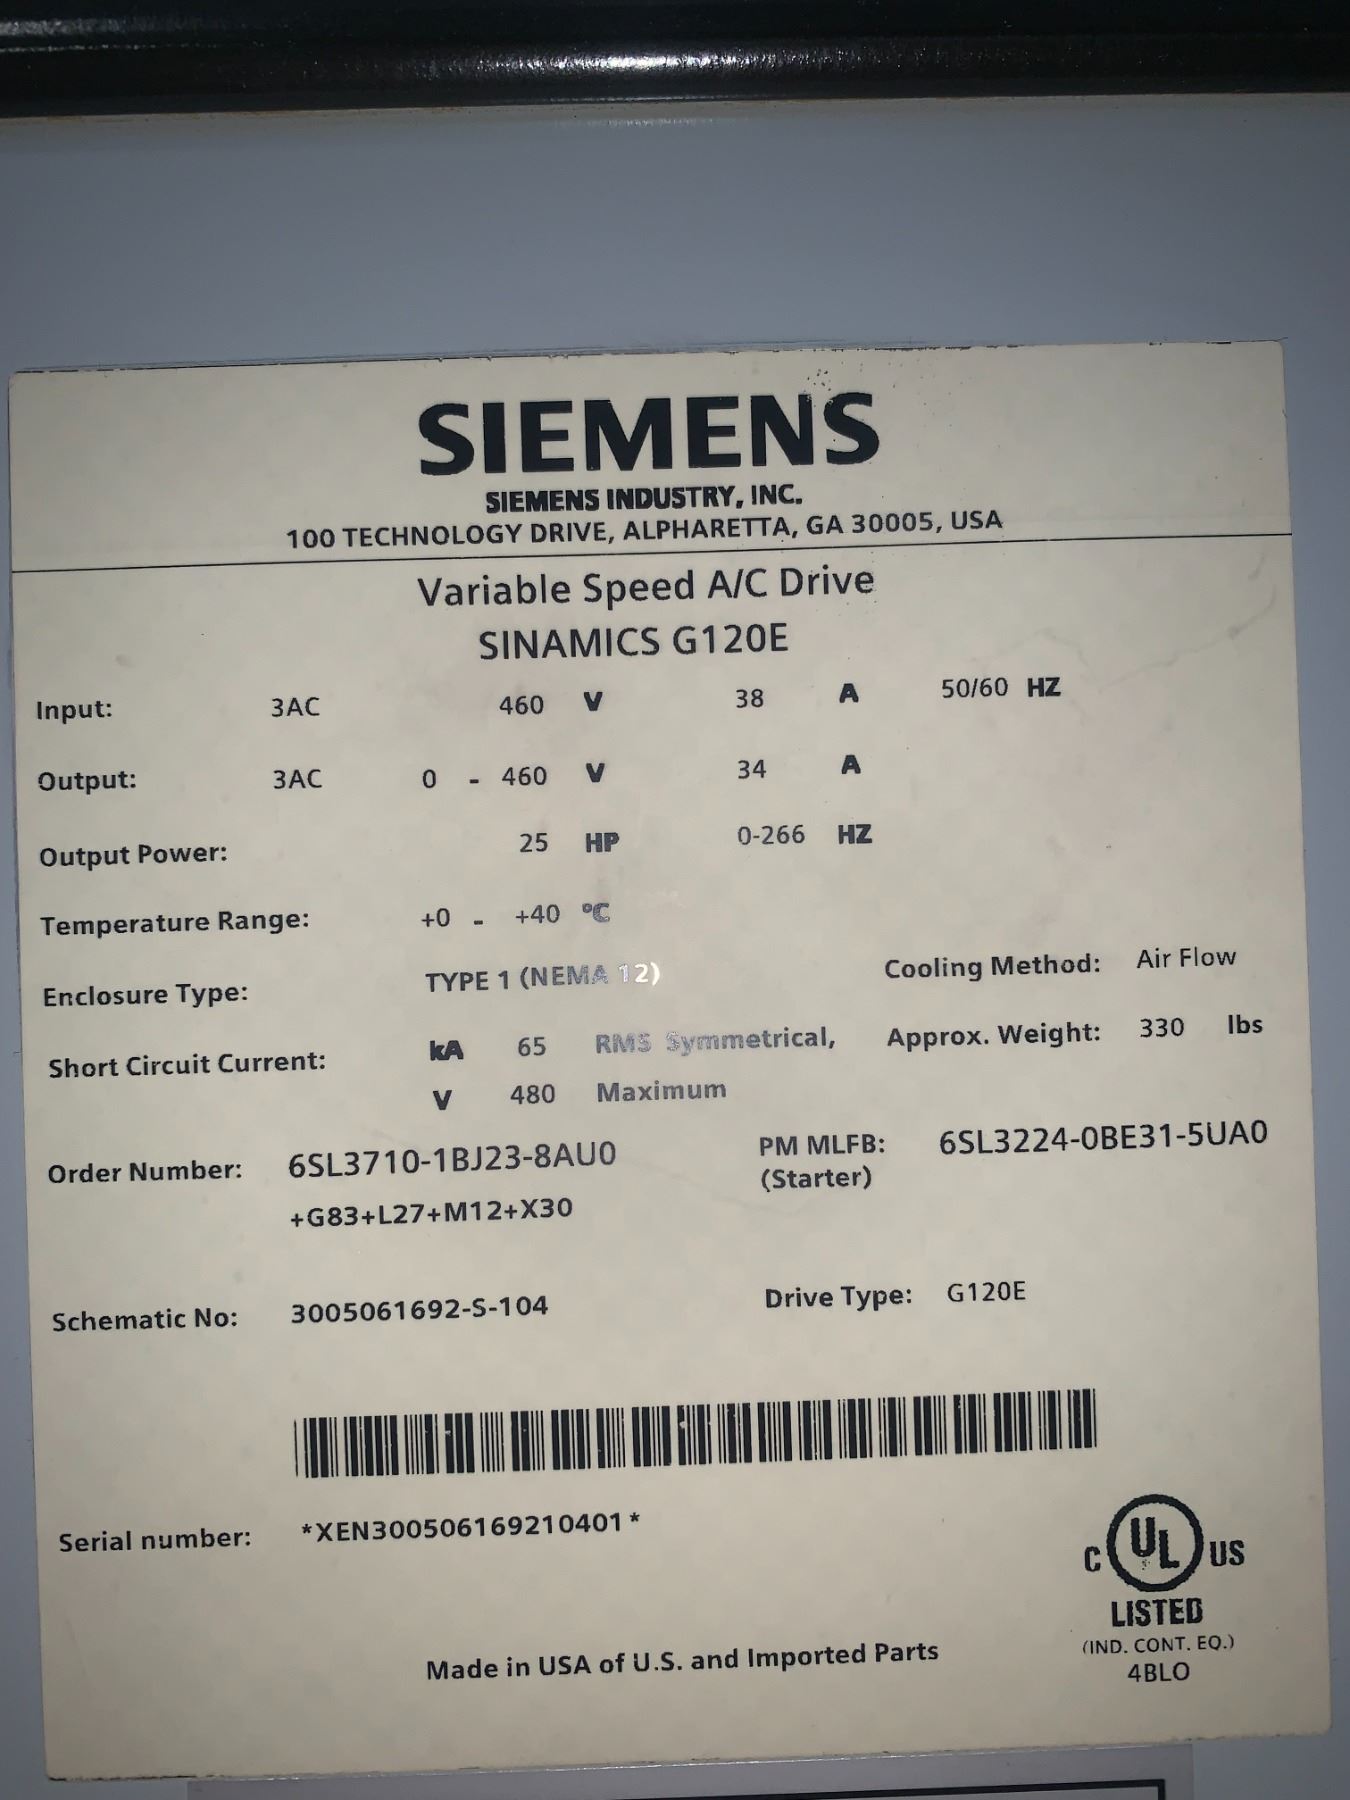 SIEMENS
SIEMENS INDUSTRY, INC.
100 TECHNOLOGY DRIVE, ALPHARETTA, GA 30005, USA
Variable Speed A/C Drive
SINAMICS G120E
Input: 3AC 460 V 38 A 50/60 HZ
Output: 3AC 0 - 460 V 34 A
Output Power: 25 HP 0-266 HZ
Temperature Range: +0 - +40 °C
Enclosure Type: TYPE 1 (NEMA 12) Cooling Method: Air Flow
Short Circuit Current: kA 65 RMS Symmetrical, Approx. Weight: 330 lbs
V 480 Maximum
Order Number: 6SL3710-1BJ23-8AU0 PM MLFB: 6SL3224-0BE31-5UA0
(Starter)
+G83+L27+M12+X30
Schematic No: 3005061692-S-104 Drive Type: G120E
Serial number: *XEN300506169210401*
C UL US
LISTED
(IND. CONT. EQ.)
4BLO
Made in USA of U.S. and Imported Parts